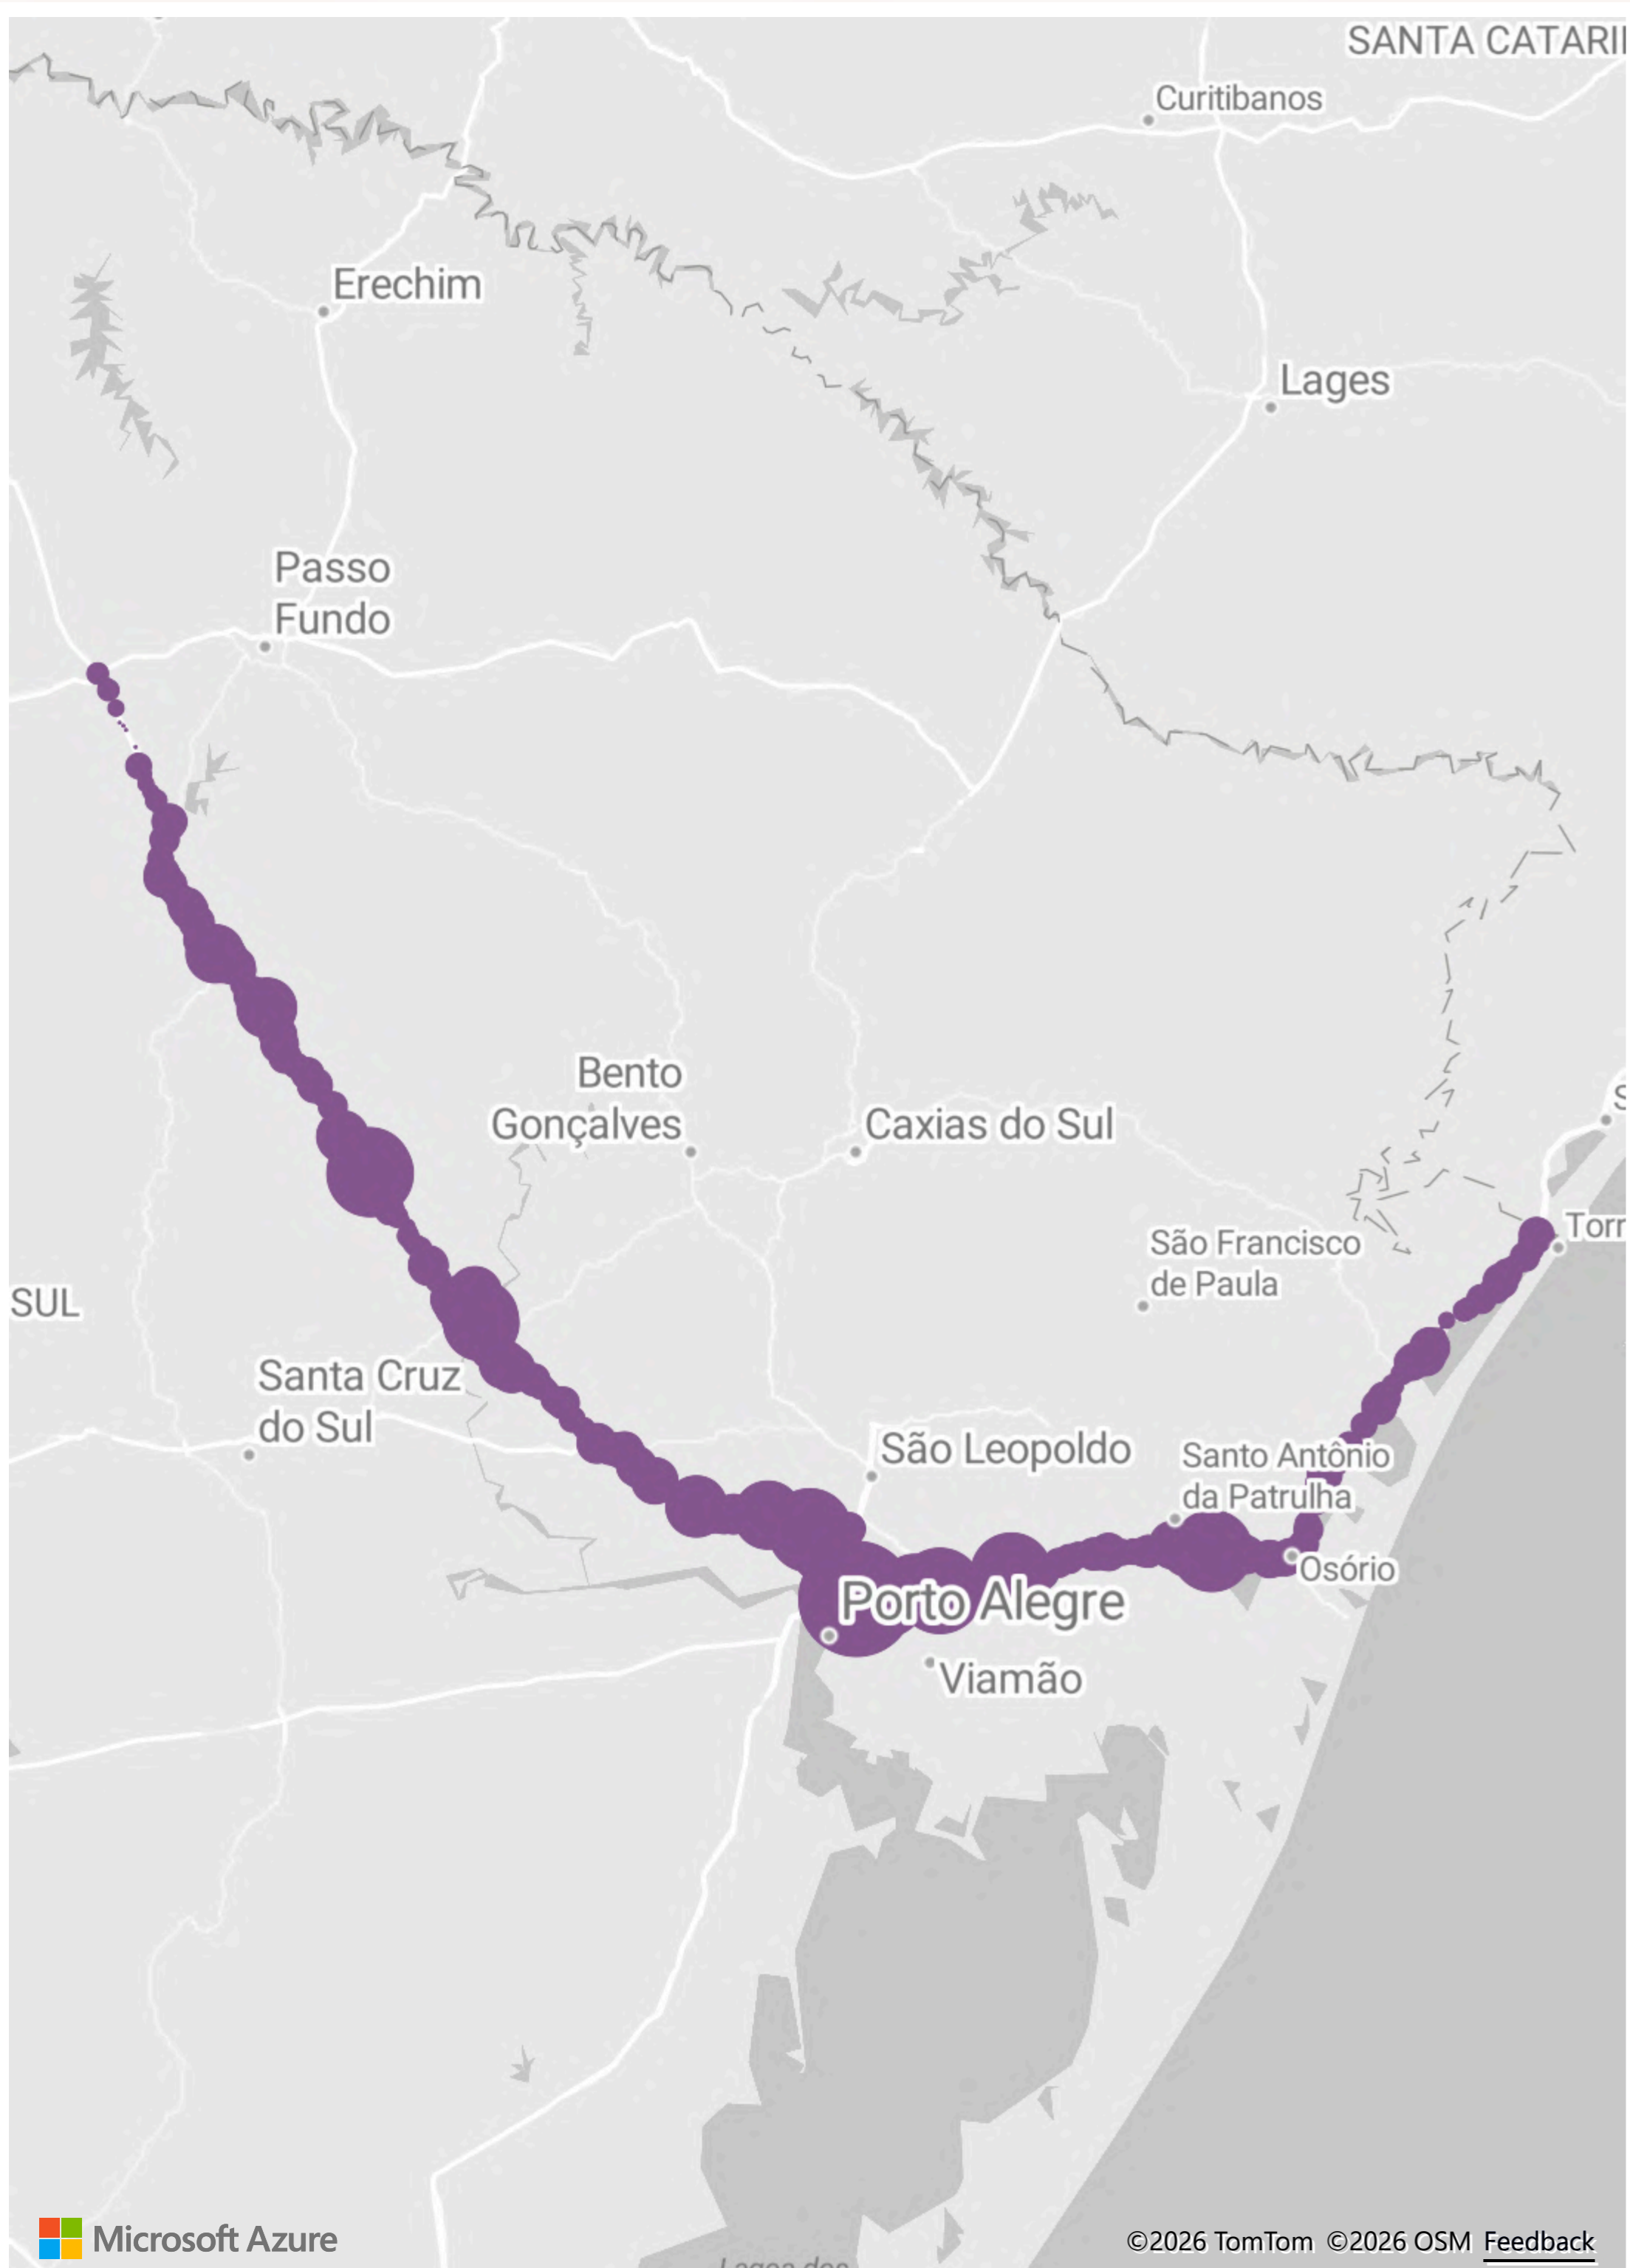 SANTA CATARI
Curitibanos
Erechim
Lages
Passo
Fundo
Bento
Gonçalves
Caxias do Sul
S
Torr
São Francisco
de Paula
SUL
Santa Cruz
do Sul
São Leopoldo
Santo Antônio
da Patrulha
Osório
Porto Alegre
Viamão
Lagoa dos
Microsoft Azure
©2026 TomTom ©2026 OSM Feedback